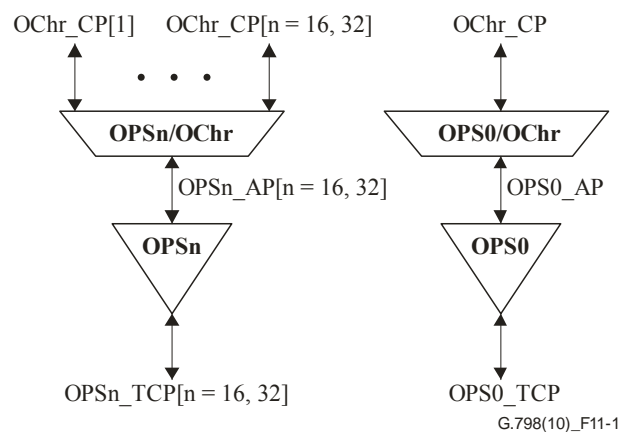 OChr_CP[1] OChr_CP[n = 16, 32] OChr_CP
• • •
OPSn/OChr OPS0/OChr
OPSn_AP[n = 16, 32] OPS0_AP
OPSn OPS0
OPSn_TCP[n = 16, 32] OPS0_TCP
G.798(10)_F11-1